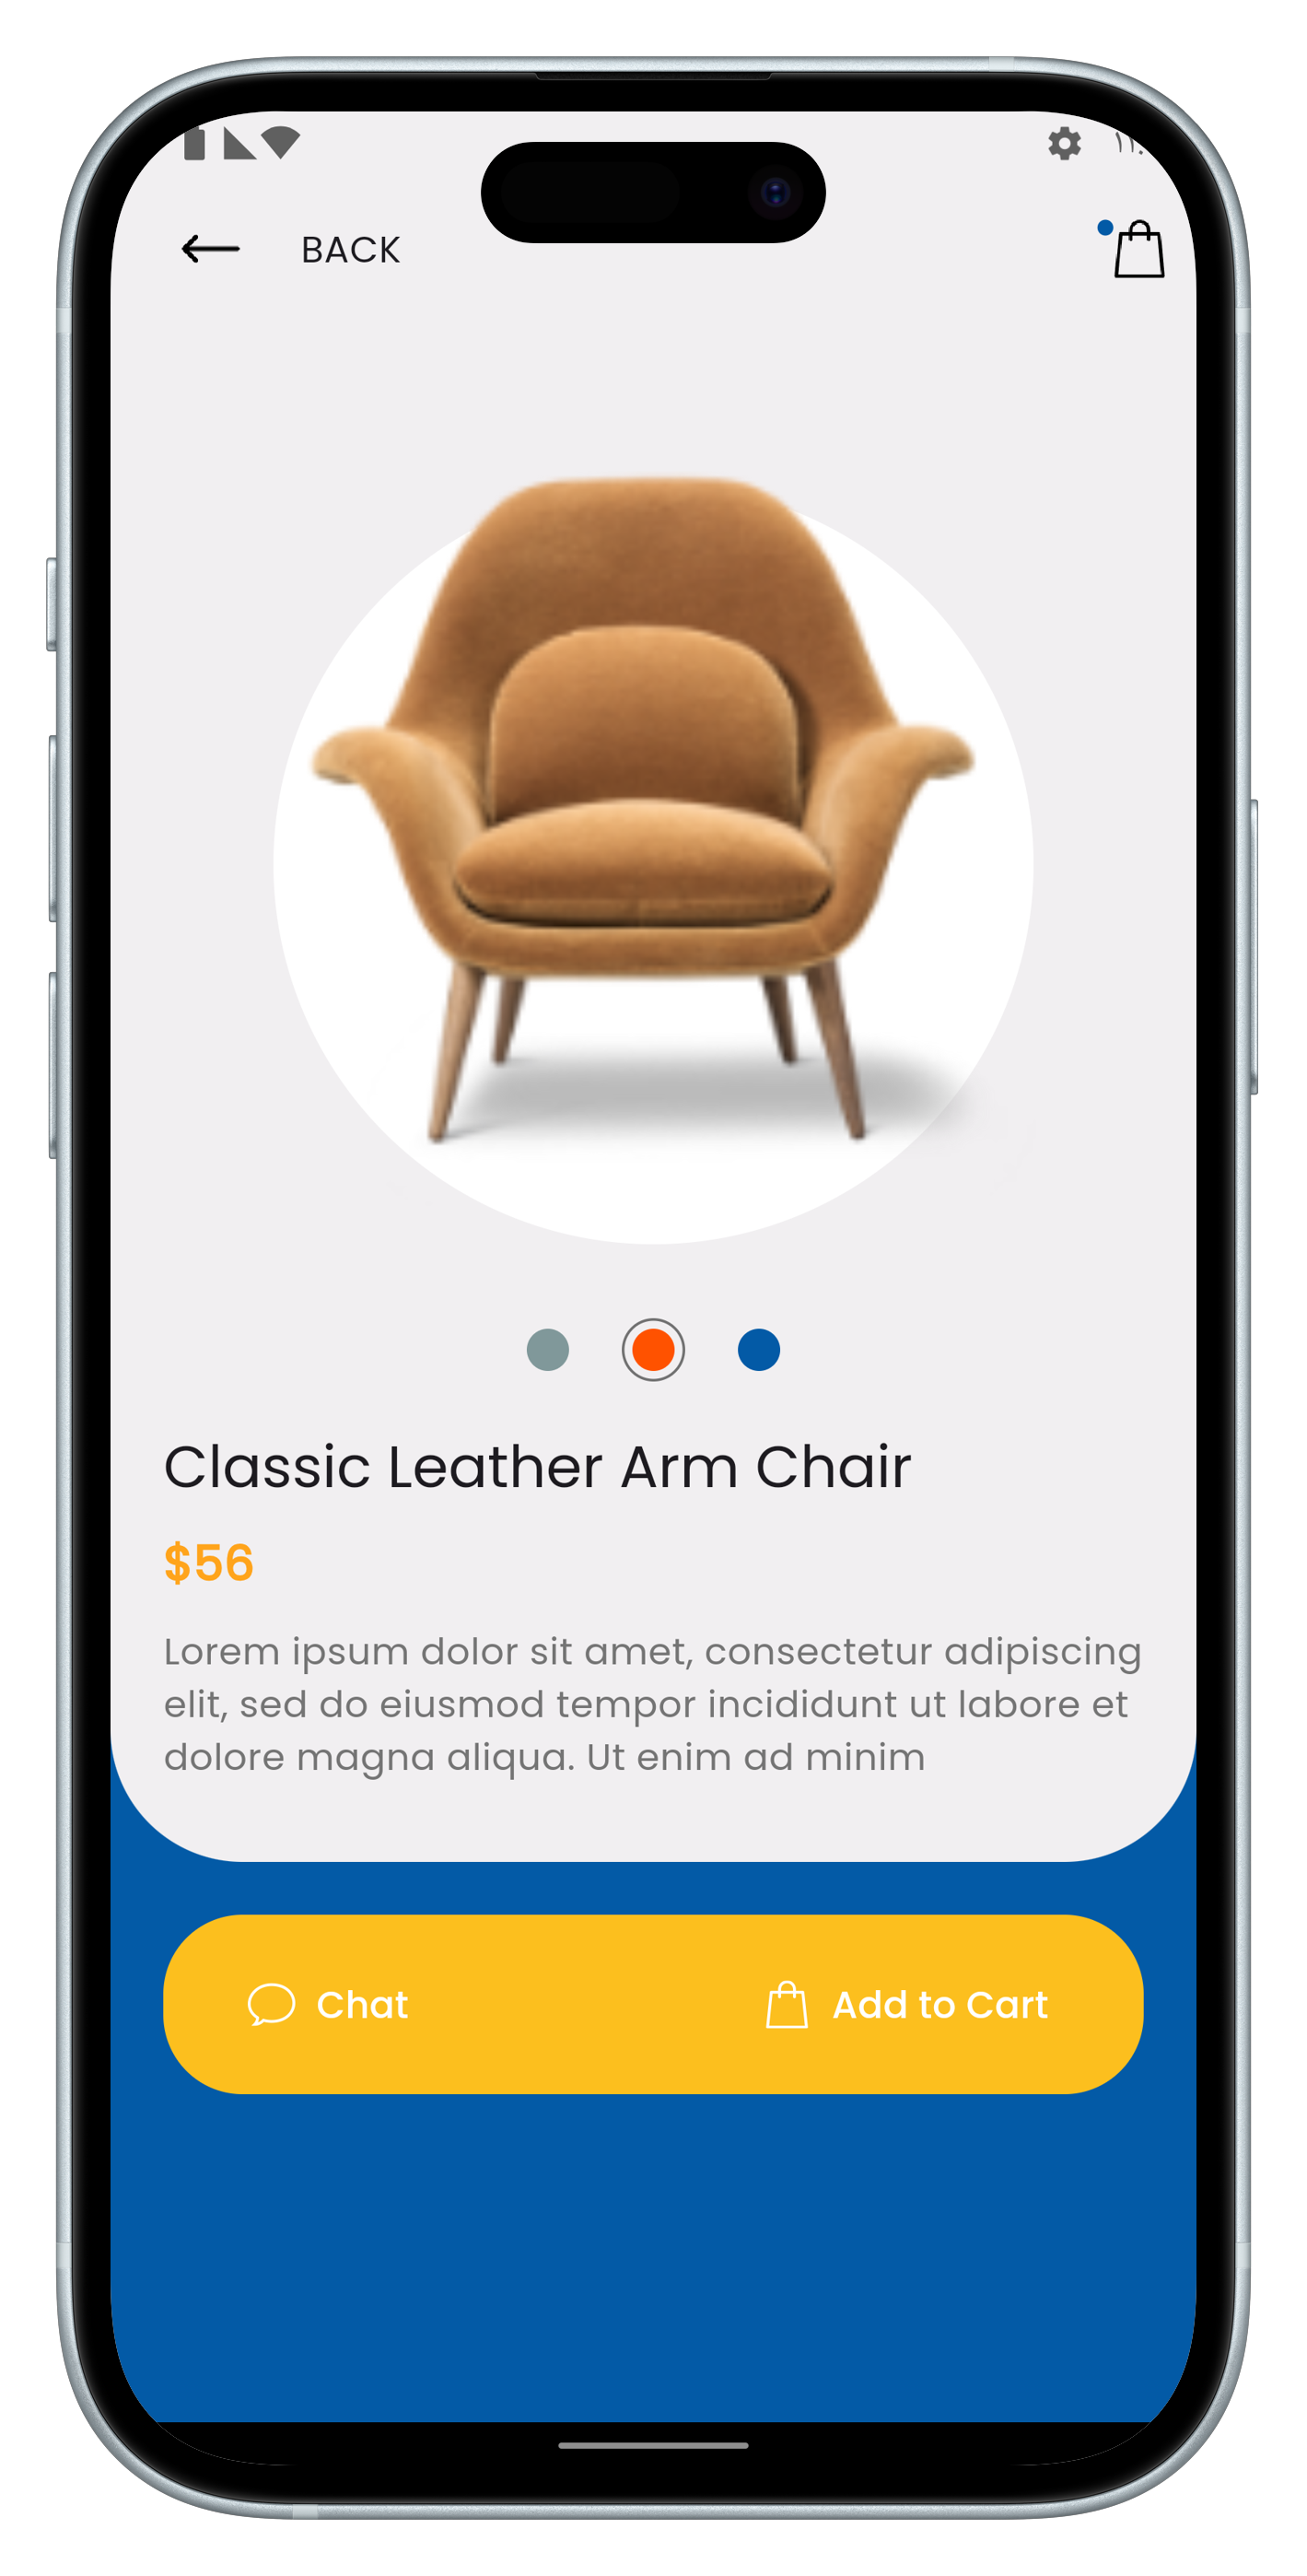 BACK
Classic Leather Arm Chair
$56
Lorem ipsum dolor sit amet, consectetur adipiscing
elit, sed do eiusmod tempor incididunt ut labore et
dolore magna aliqua. Ut enim ad minim
Chat
Add to Cart